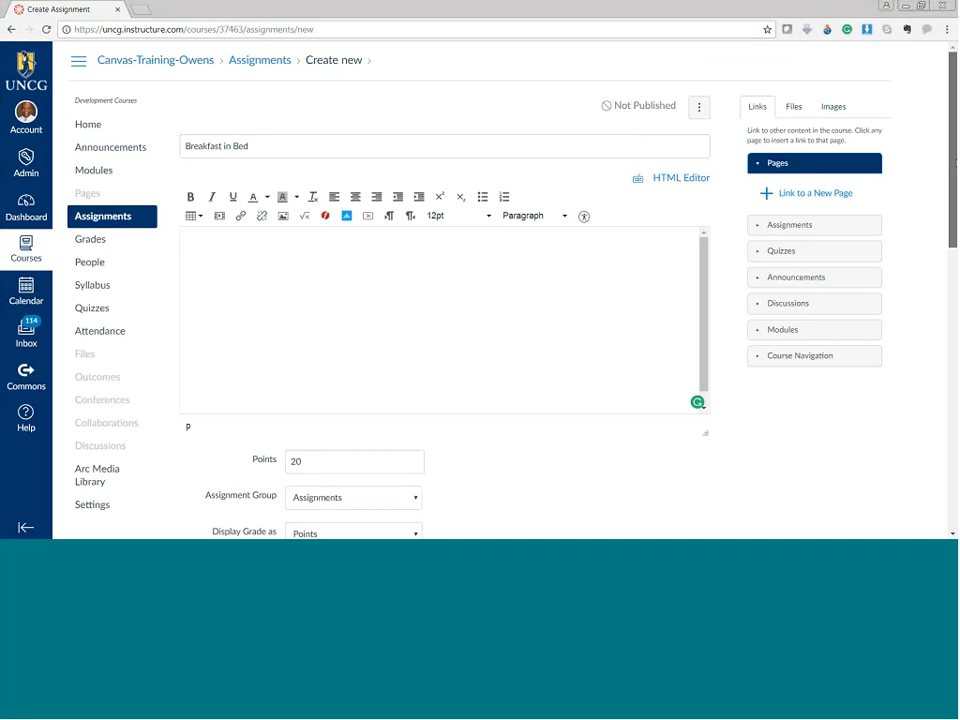 Create Assignment
https://uncg.instructure.com/courses/37463/assignments/new
UNCG
Account
Admin
Dashboard
Courses
Calendar
114
Inbox
Commons
Help
Canvas-Training-Owens › Assignments › Create new ›
Development Courses
Home
Announcements
Modules
Pages
Assignments
Grades
People
Syllabus
Quizzes
Attendance
Files
Outcomes
Conferences
Collaborations
Discussions
Arc Media
Library
Settings
Not Published
Breakfast in Bed
HTML Editor
B I U A A
12pt Paragraph
p
Points 20
Assignment Group Assignments
Display Grade as Points
Links Files Images
Link to other content in the course. Click any
page to insert a link to that page.
Pages
Link to a New Page
Assignments
Quizzes
Announcements
Discussions
Modules
Course Navigation